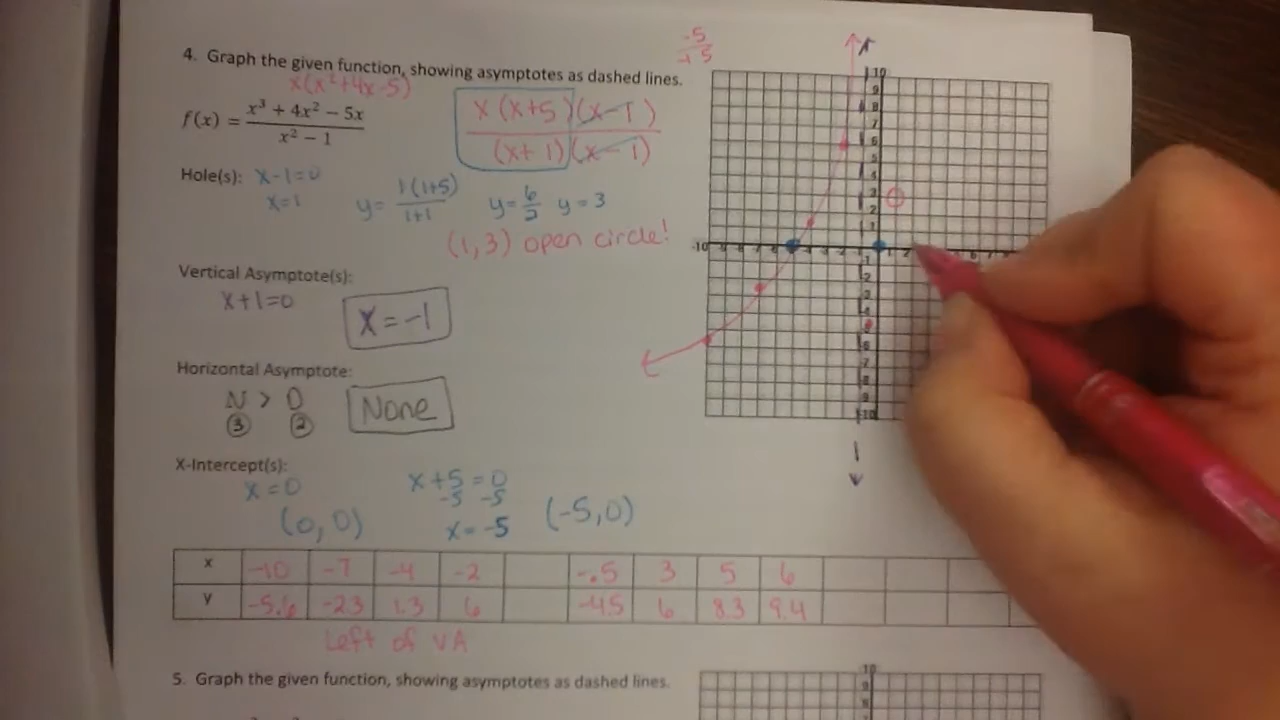 4. Graph the given function, showing asymptotes as dashed lines.
-5
-.5
x(x²+4x-5)
f(x) = x³ + 4x² − 5x
x² − 1
x(x+5)(x-1)
(x+1)(x-1)
Hole(s): x-1=0
x=1
y= 1(1+5)
1+1
y= 6/2 y=3
(1,3) open circle!
Vertical Asymptote(s):
x+1=0
x=-1
Horizontal Asymptote:
N > D
3 2
None
X-Intercept(s):
x=0
(0,0)
x+5=0
-5 -5
x=-5
(-5,0)
x -10 -7 -4 -2 -.5 3 5 6
y -5.6 -2.3 1.3 6 -4.5 6 8.3 9.4
Left of VA
5. Graph the given function, showing asymptotes as dashed lines.